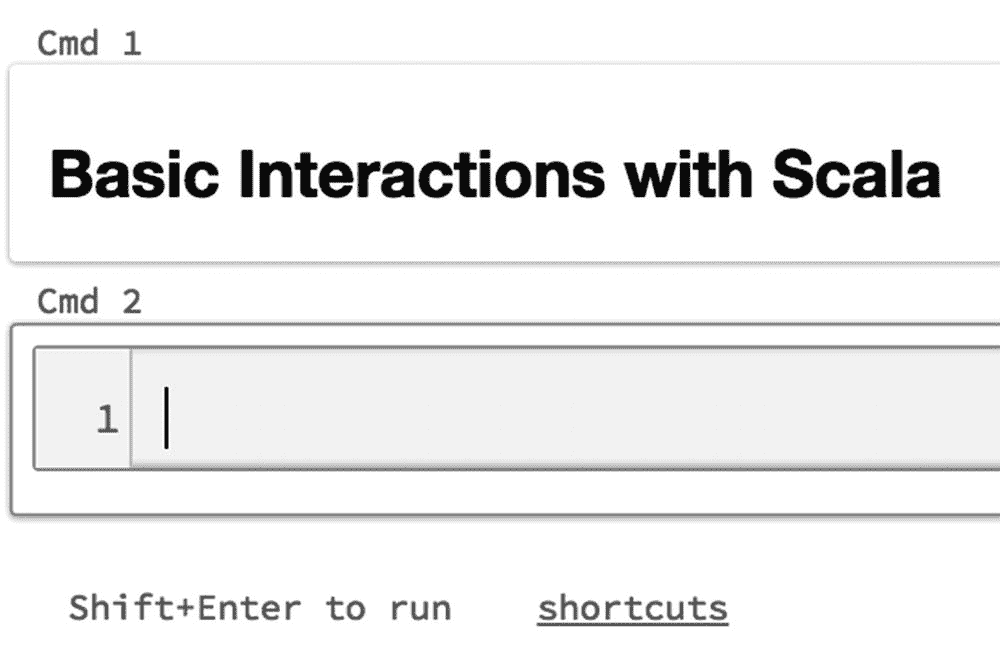 Cmd 1
Basic Interactions with Scala
Cmd 2
1
Shift+Enter to run shortcuts